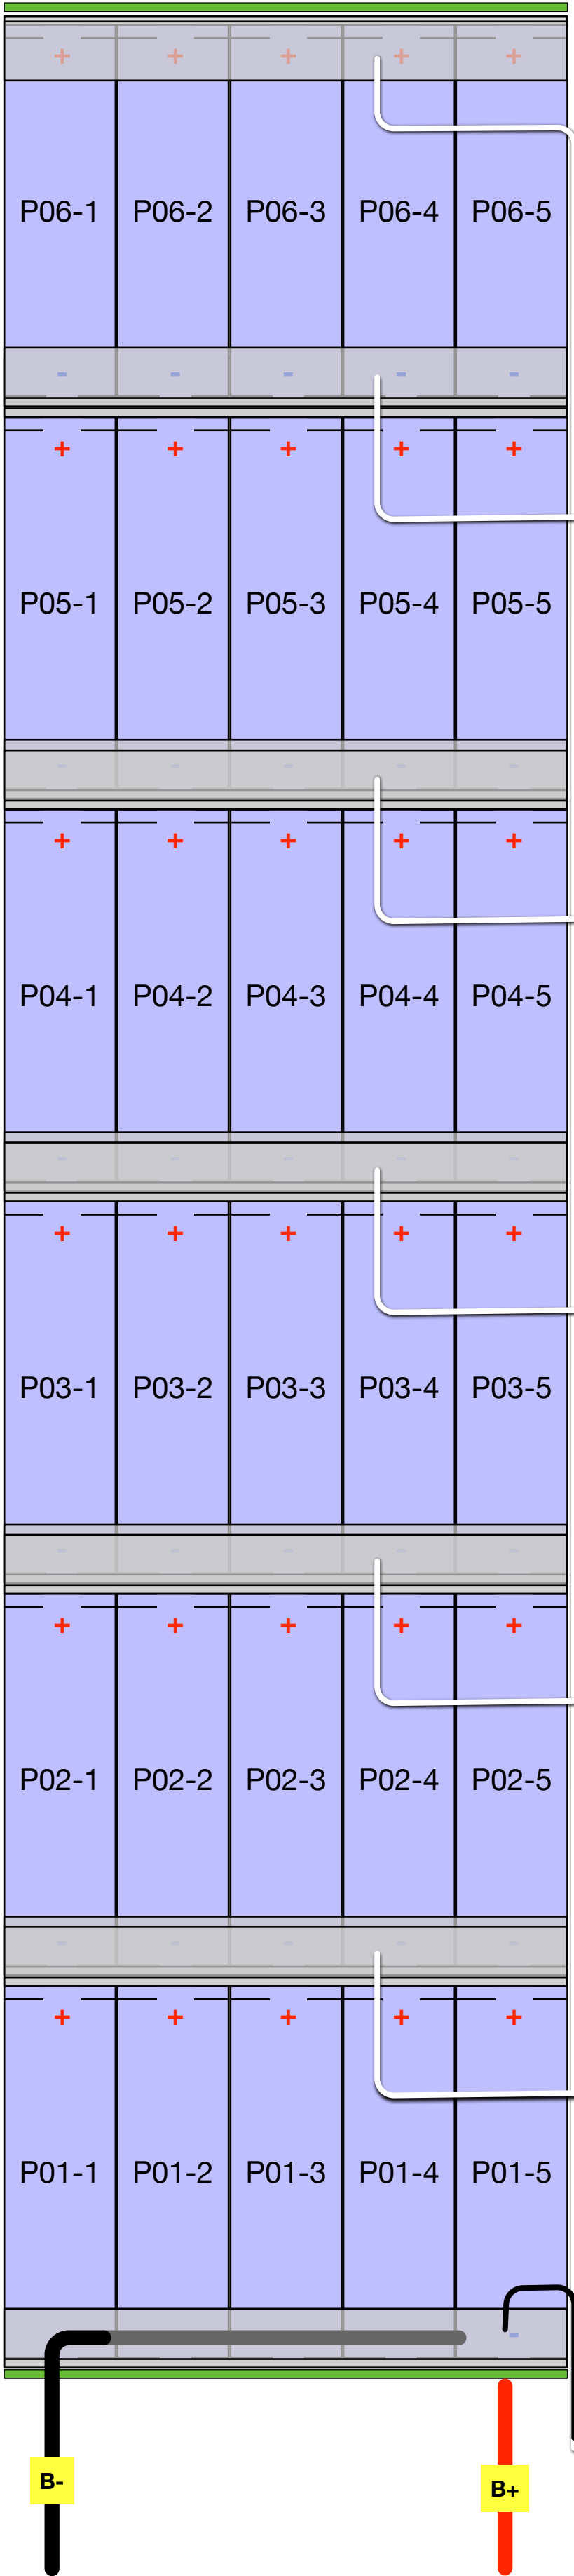 + + + + +
P06-1 P06-2 P06-3 P06-4 P06-5
- - - - -
+ + + + +
P05-1 P05-2 P05-3 P05-4 P05-5
- - - - -
+ + + + +
P04-1 P04-2 P04-3 P04-4 P04-5
- - - - -
+ + + + +
P03-1 P03-2 P03-3 P03-4 P03-5
- - - - -
+ + + + +
P02-1 P02-2 P02-3 P02-4 P02-5
- - - - -
+ + + + +
P01-1 P01-2 P01-3 P01-4 P01-5
-
B- B+